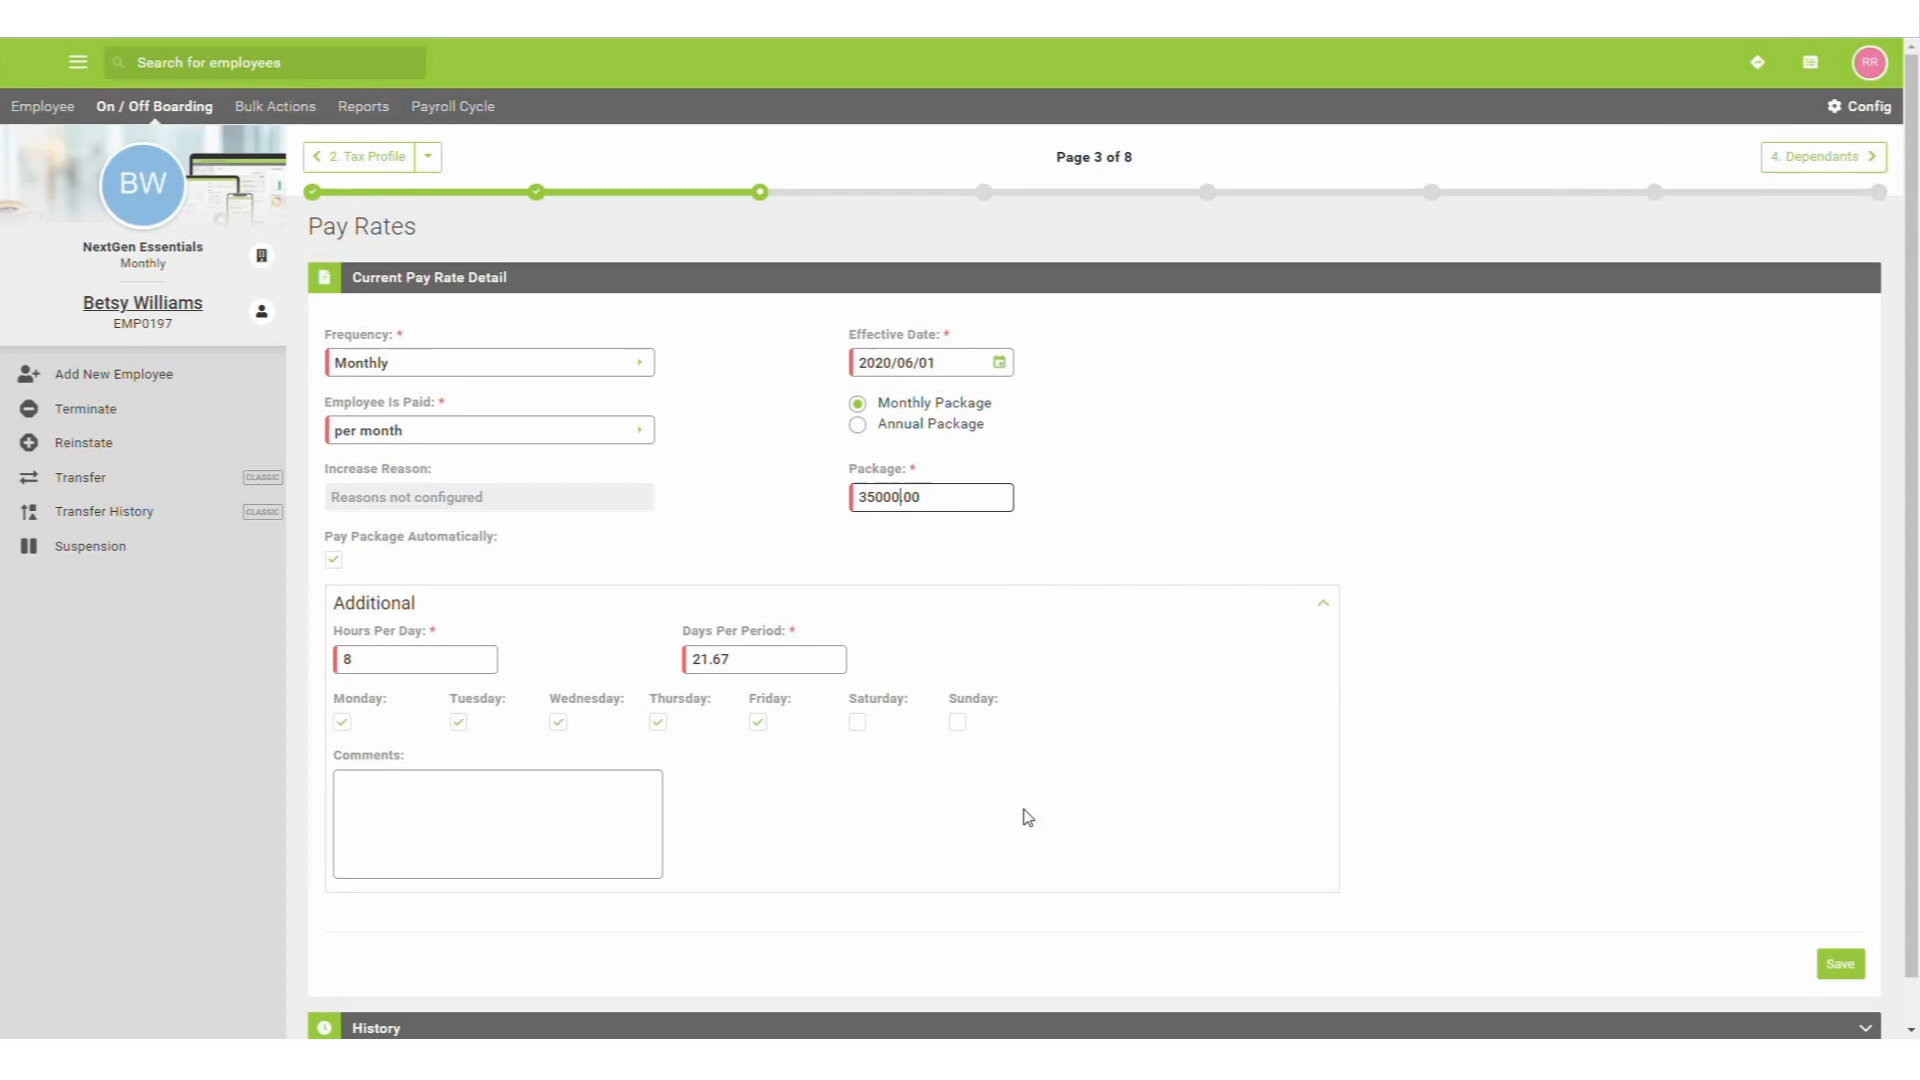 Search for employees
RR
Employee
On / Off Boarding
Bulk Actions
Reports
Payroll Cycle
Config
BW
NextGen Essentials
Monthly
Betsy Williams
EMP0197
Add New Employee
Terminate
Reinstate
Transfer
CLASSIC
Transfer History
CLASSIC
Suspension
2. Tax Profile
Page 3 of 8
4. Dependants
Pay Rates
Current Pay Rate Detail
Frequency: *
Effective Date: *
Monthly
2020/06/01
Employee Is Paid: *
Monthly Package
per month
Annual Package
Increase Reason:
Package: *
Reasons not configured
35000.00
Pay Package Automatically:
Additional
Hours Per Day: *
Days Per Period: *
8
21.67
Monday:
Tuesday:
Wednesday:
Thursday:
Friday:
Saturday:
Sunday:
Comments:
Save
History